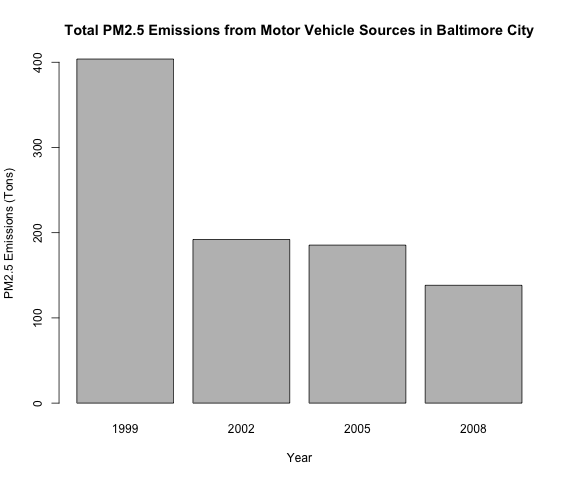 Total PM2.5 Emissions from Motor Vehicle Sources in Baltimore City
PM2.5 Emissions (Tons)
400
300
200
100
0
1999 2002 2005 2008
Year